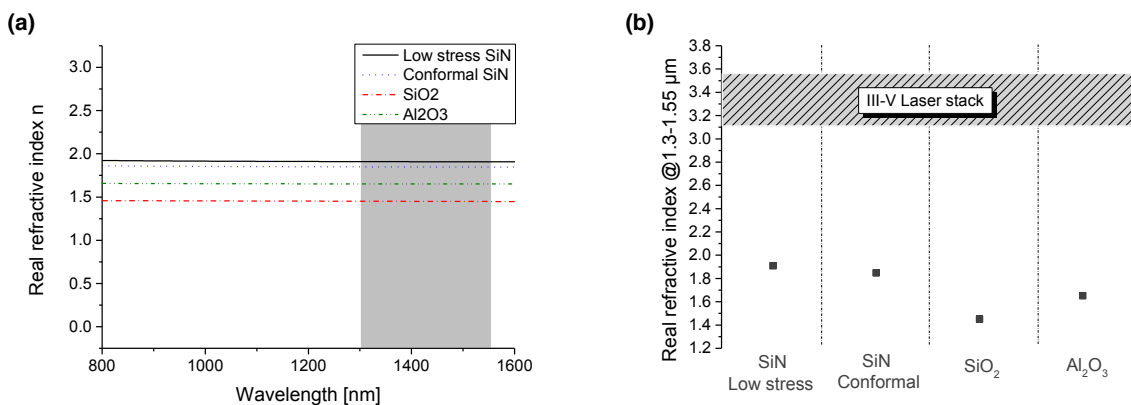 (a)
Real refractive index n
3.0
2.5
2.0
1.5
1.0
0.5
0.0
800 1000 1200 1400 1600
Wavelength [nm]
Low stress SiN
Conformal SiN
SiO2
Al2O3
(b)
Real refractive index @1.3-1.55 µm
3.8
3.6
3.4
3.2
3.0
2.8
2.6
2.4
2.2
2.0
1.8
1.6
1.4
1.2
III-V Laser stack
SiN
Low stress
SiN
Conformal
SiO₂
Al₂O₃